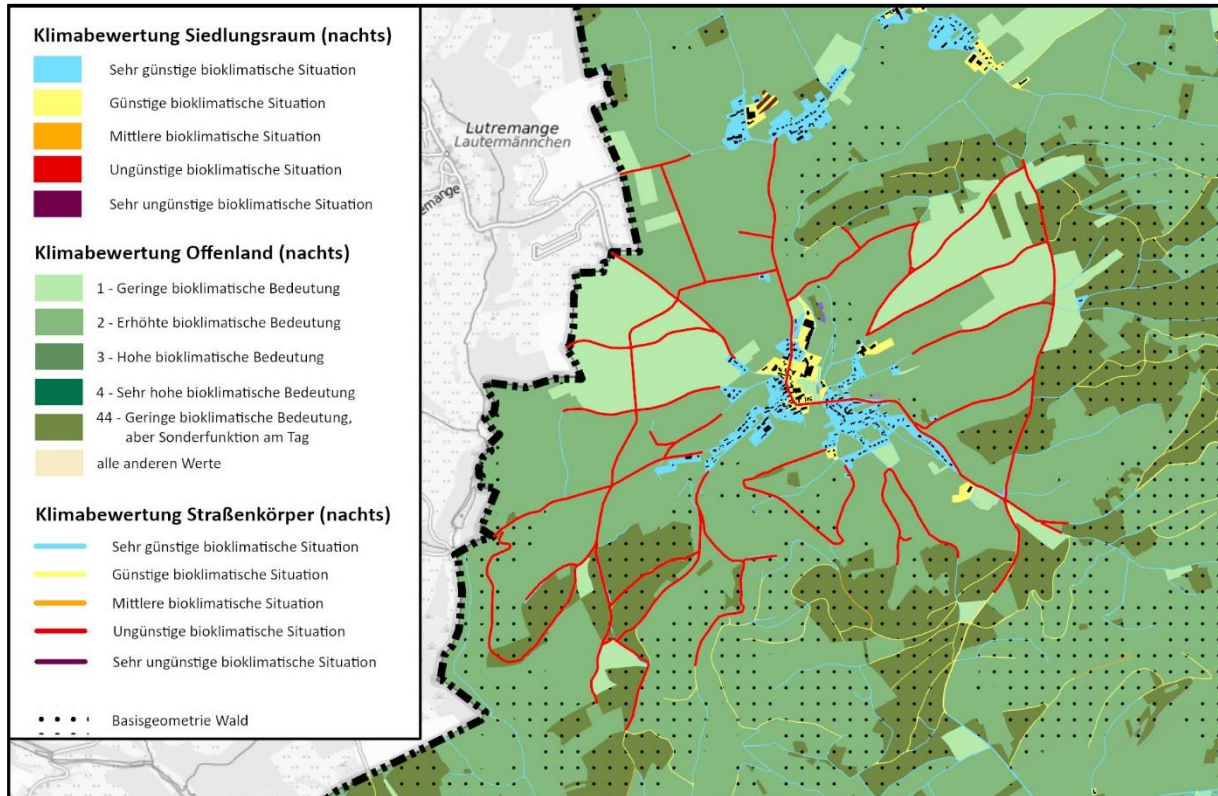 Klimabewertung Siedlungsraum (nachts)
Sehr günstige bioklimatische Situation
Günstige bioklimatische Situation
Mittlere bioklimatische Situation
Ungünstige bioklimatische Situation
Sehr ungünstige bioklimatische Situation
Klimabewertung Offenland (nachts)
1 - Geringe bioklimatische Bedeutung
2 - Erhöhte bioklimatische Bedeutung
3 - Hohe bioklimatische Bedeutung
4 - Sehr hohe bioklimatische Bedeutung
44 - Geringe bioklimatische Bedeutung,
aber Sonderfunktion am Tag
alle anderen Werte
Klimabewertung Straßenkörper (nachts)
Sehr günstige bioklimatische Situation
Günstige bioklimatische Situation
Mittlere bioklimatische Situation
Ungünstige bioklimatische Situation
Sehr ungünstige bioklimatische Situation
Basisgeometrie Wald
Lutremange
Lautermännchen